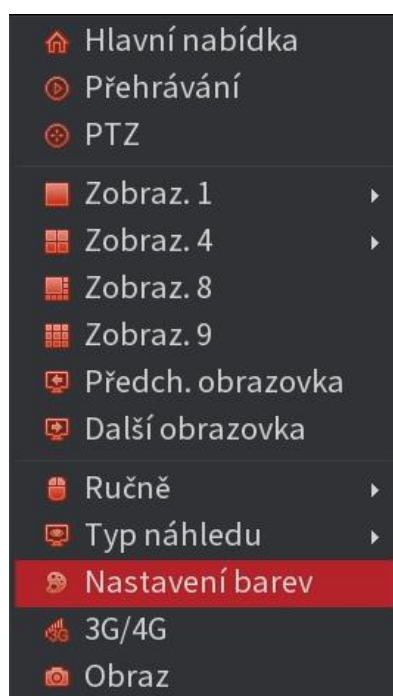 Hlavní nabídka
Přehrávání
PTZ
Zobraz. 1
Zobraz. 4
Zobraz. 8
Zobraz. 9
Předch. obrazovka
Další obrazovka
Ručně
Typ náhledu
Nastavení barev
3G 3G/4G
Obraz